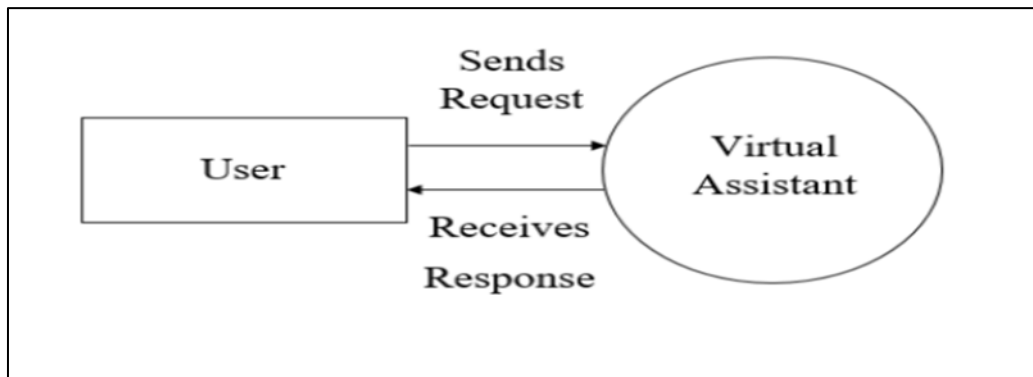 Sends
Request
User
Virtual
Assistant
Receives
Response